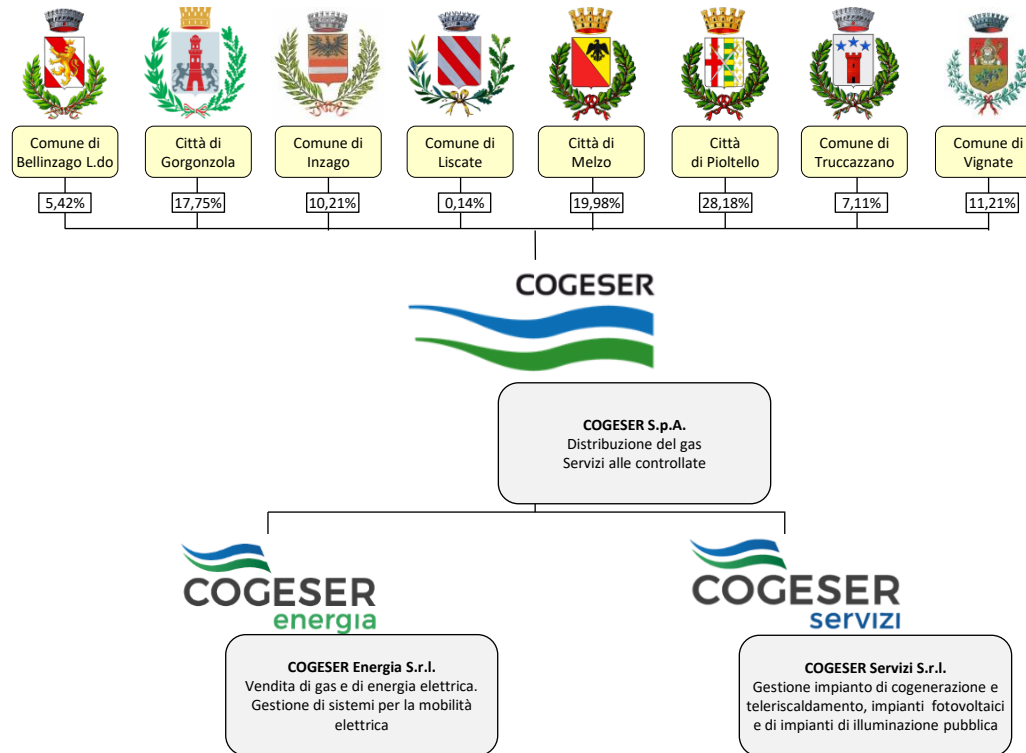 Comune di
Bellinzago L.do
Città di
Gorgonzola
Comune di
Inzago
Comune di
Liscate
Città di
Melzo
Città
di Pioltello
Comune di
Truccazzano
Comune di
Vignate
5,42%
17,75%
10,21%
0,14%
19,98%
28,18%
7,11%
11,21%
COGESER
COGESER S.p.A.
Distribuzione del gas
Servizi alle controllate
COGESER
energia
COGESER
servizi
COGESER Energia S.r.l.
Vendita di gas e di energia elettrica.
Gestione di sistemi per la mobilità
elettrica
COGESER Servizi S.r.l.
Gestione impianto di cogenerazione e
teleriscaldamento, impianti fotovoltaici
e di impianti di illuminazione pubblica